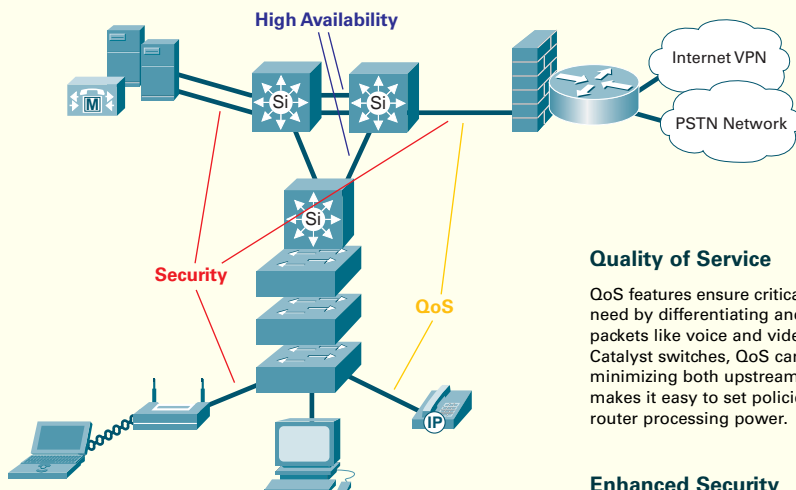 High Availability
M
Si
Si
Internet VPN
PSTN Network
Si
Security
QoS
IP
Quality of Service
QoS features ensure critica
need by differentiating and
packets like voice and vide
Catalyst switches, QoS can
minimizing both upstream
makes it easy to set policie
router processing power.
Enhanced Security